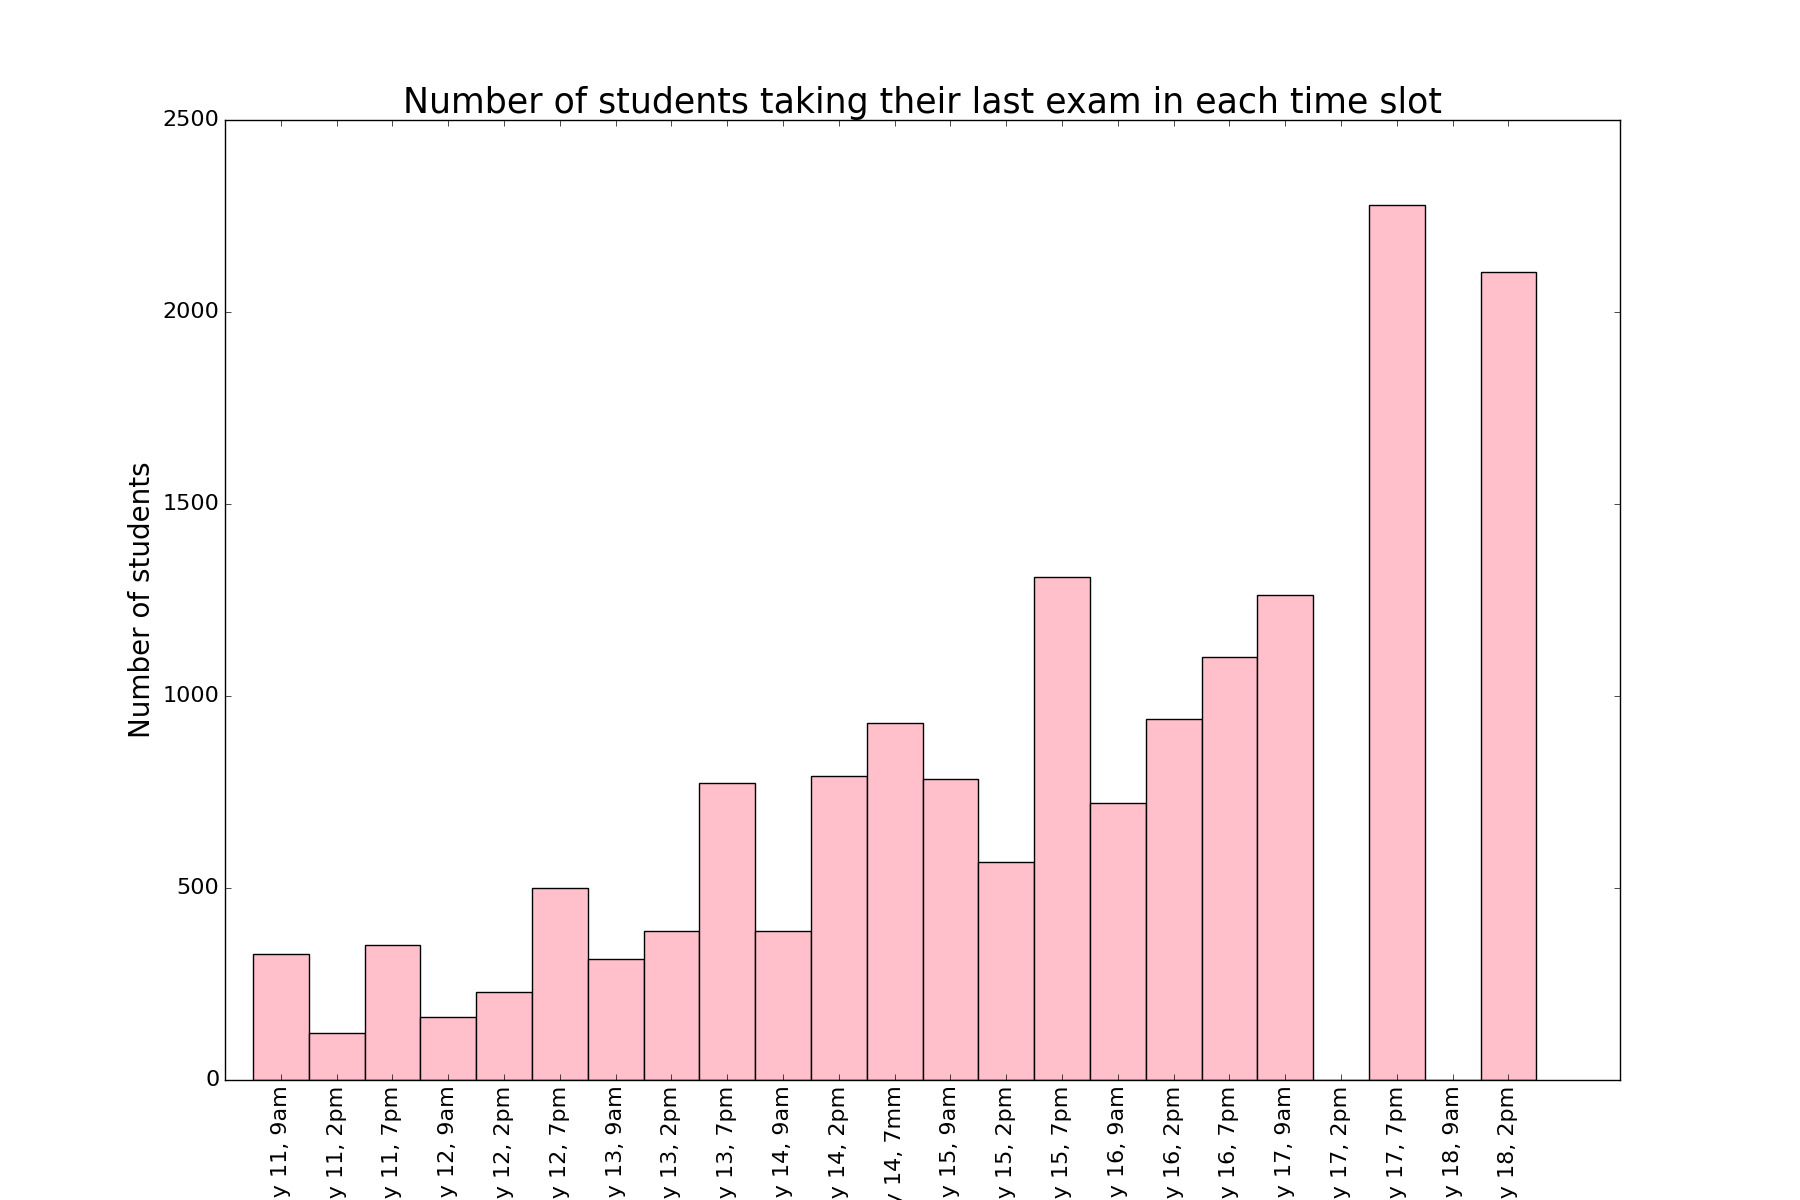 Number of students taking their last exam in each time slot
Number of students
2500
2000
1500
1000
500
0
y 11, 9am
y 11, 2pm
y 11, 7pm
y 12, 9am
y 12, 2pm
y 12, 7pm
y 13, 9am
y 13, 2pm
y 13, 7pm
y 14, 9am
y 14, 2pm
y 14, 7mm
y 15, 9am
y 15, 2pm
y 15, 7pm
y 16, 9am
y 16, 2pm
y 16, 7pm
y 17, 9am
y 17, 2pm
y 17, 7pm
y 18, 9am
y 18, 2pm